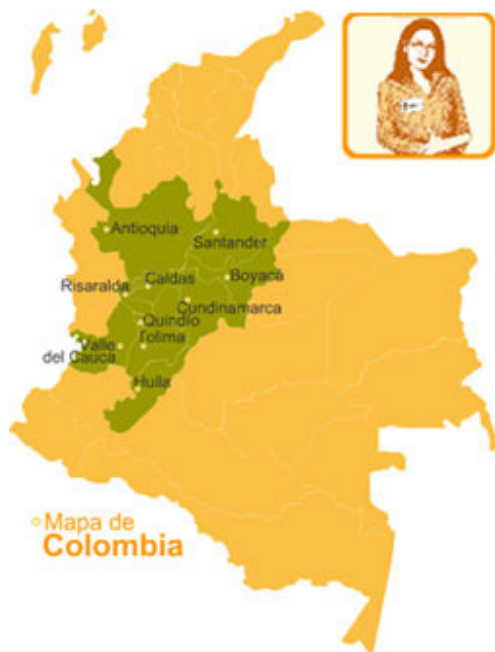 Antioquia
Santander
Boyacá
Caldas
Risaralda
Cundinamarca
Quindío
Tolima
Valle
del Cauca
Huila
Mapa de
Colombia